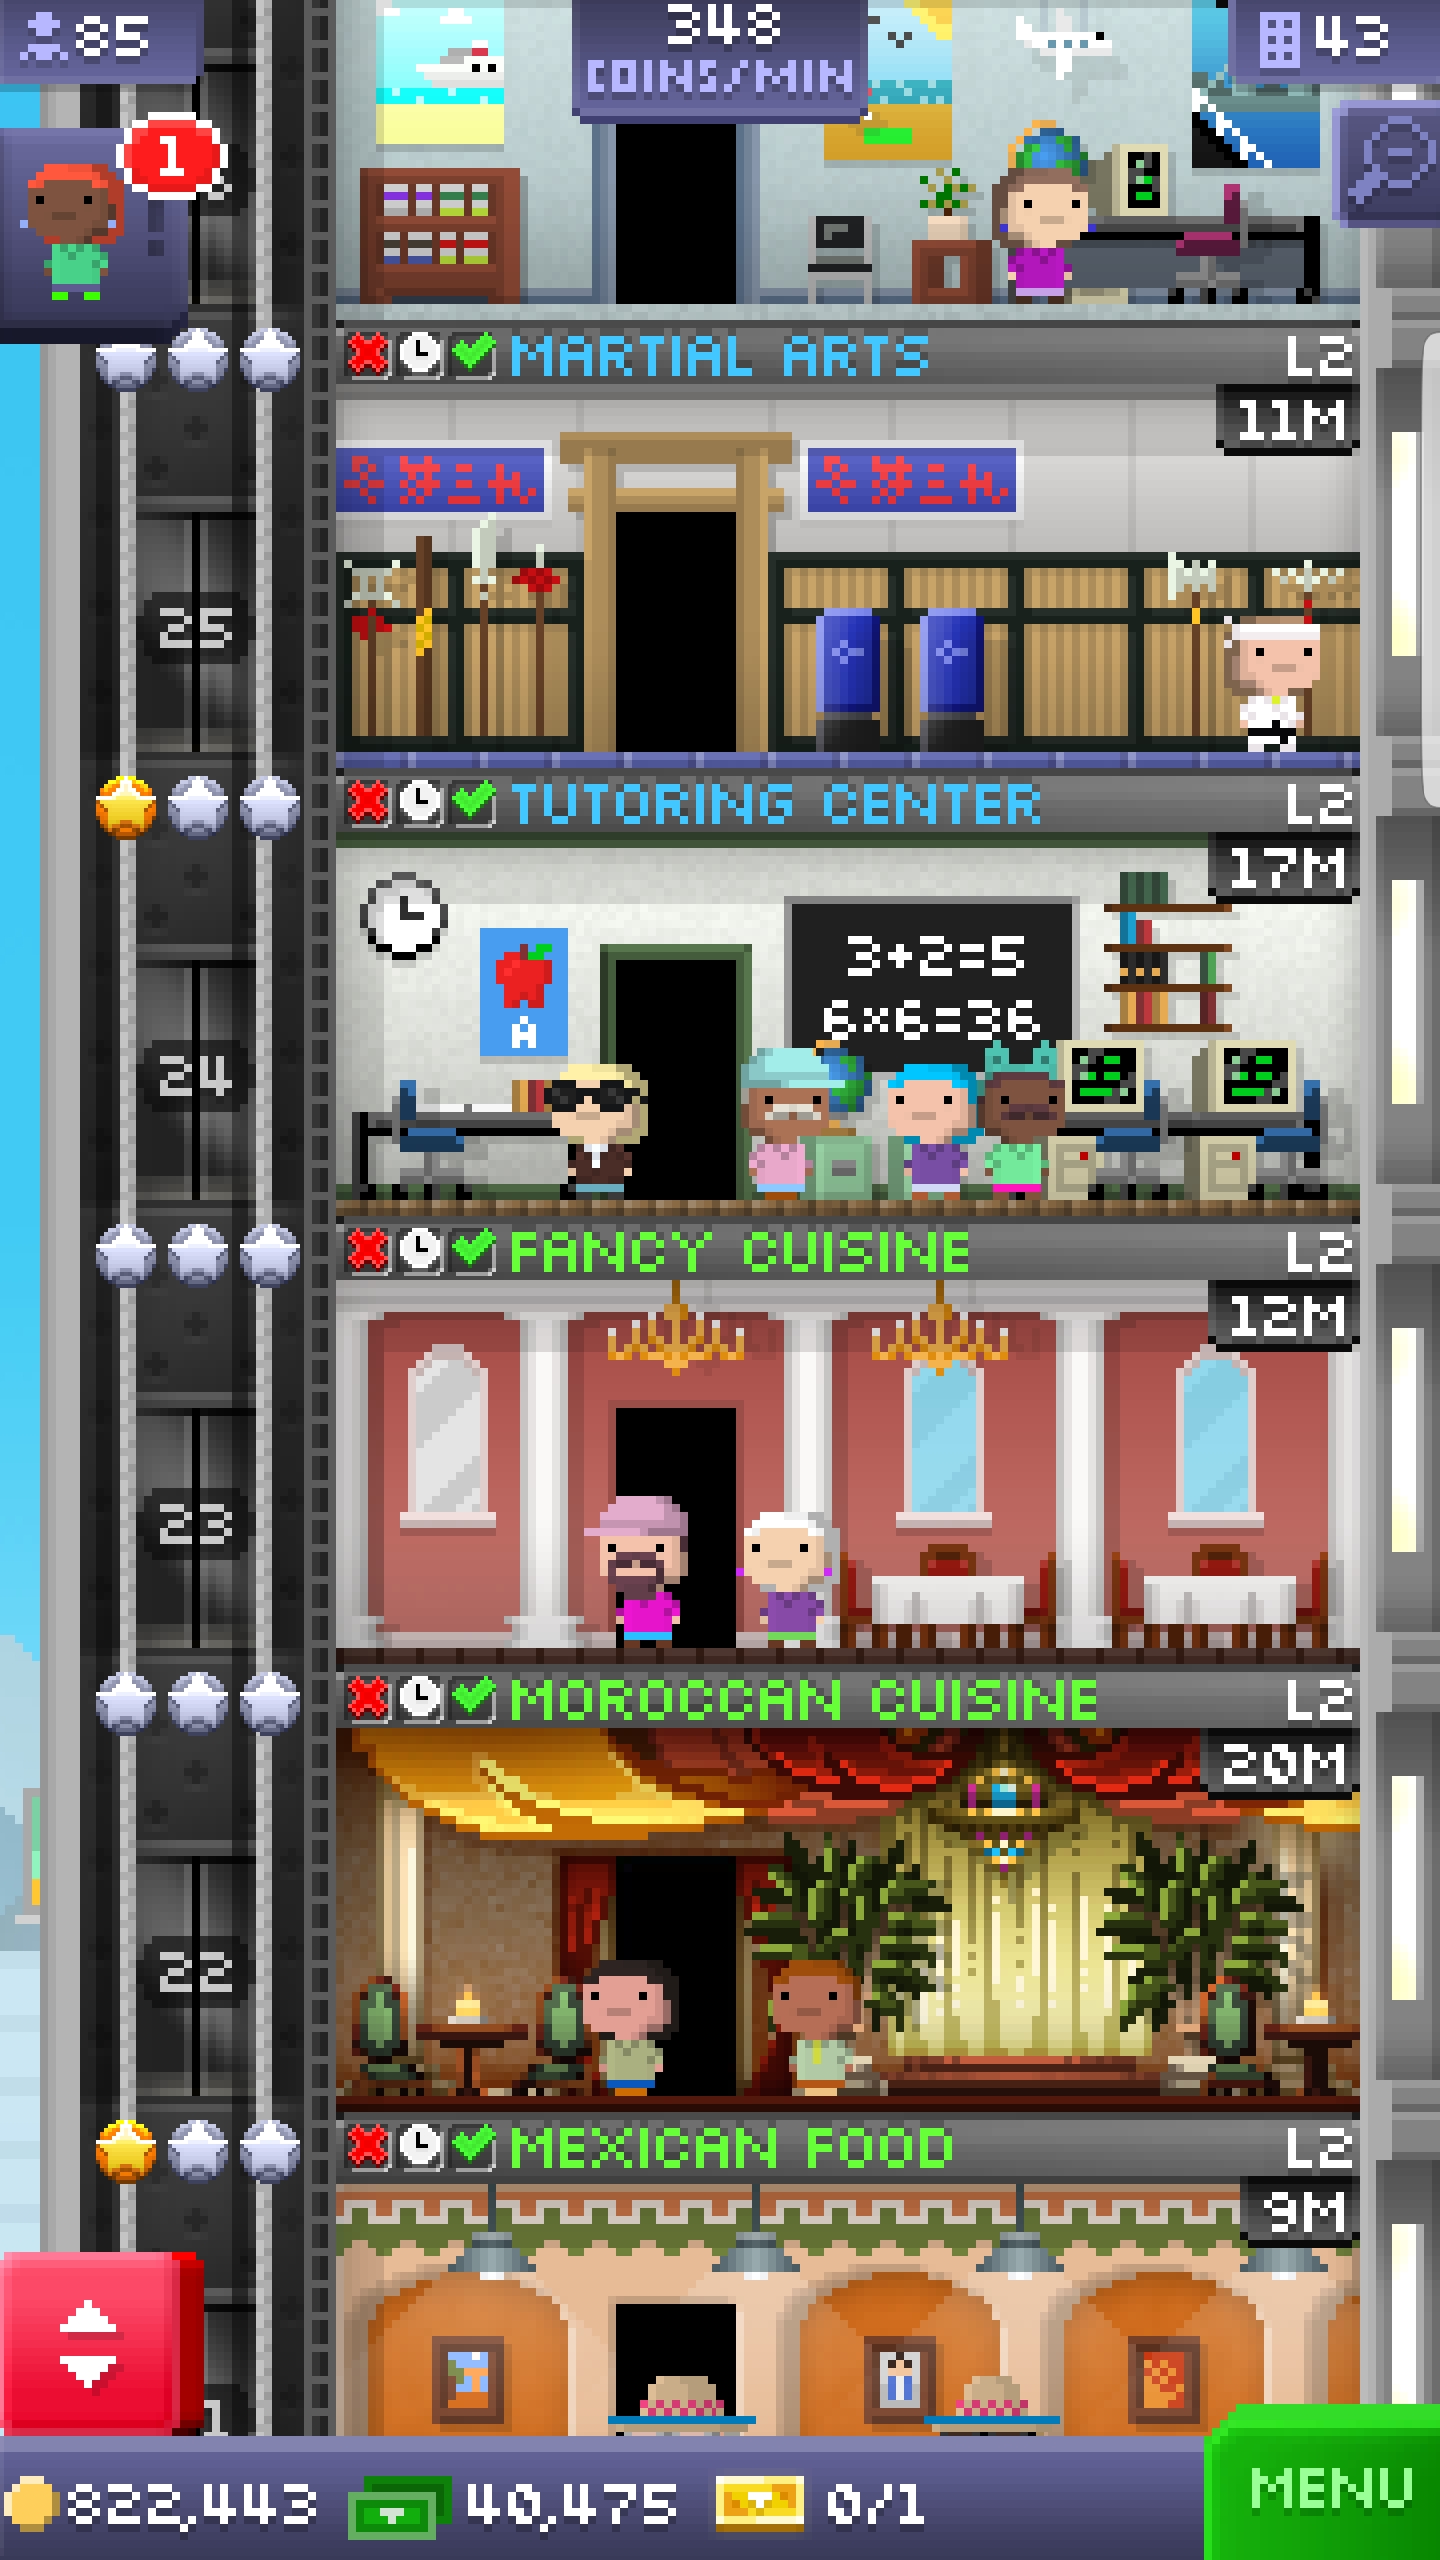 85
348
COINS/MIN
43
1
MARTIAL ARTS
L2
11M
25
TUTORING CENTER
L2
17M
A
3+2=5
6×6=36
24
FANCY CUISINE
L2
12M
23
MOROCCAN CUISINE
L2
20M
22
MEXICAN FOOD
L2
9M
822,443
40,475
0/1
MENU